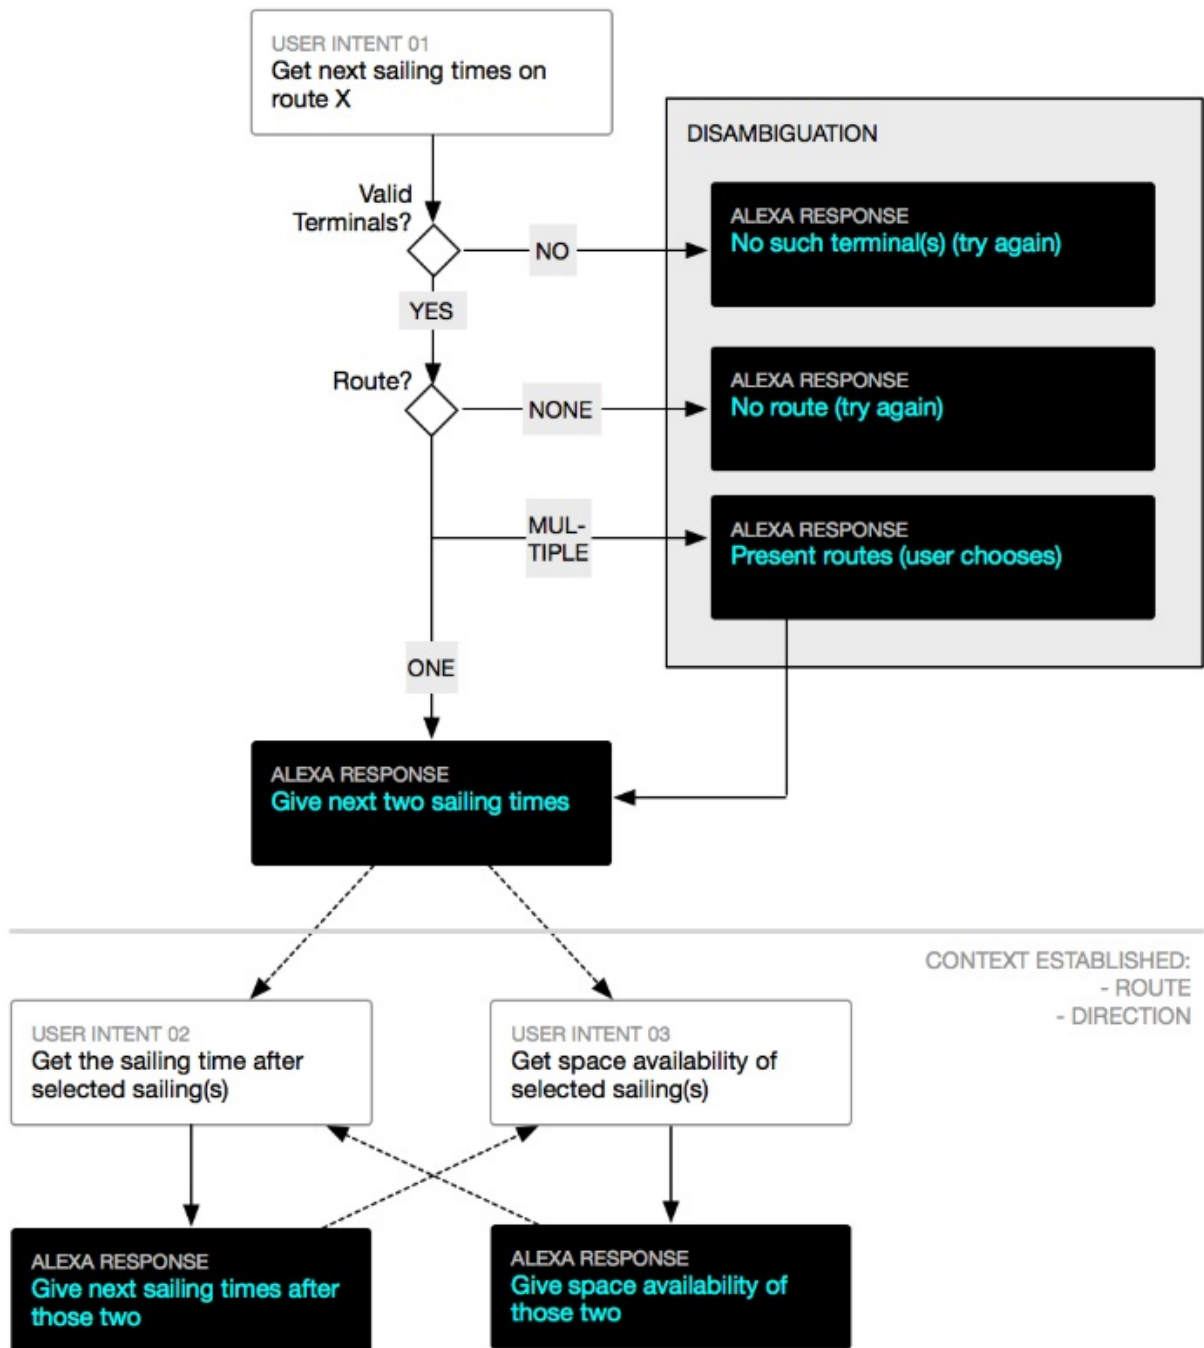 USER INTENT 01
Get next sailing times on
route X
DISAMBIGUATION
Valid
Terminals?
NO
ALEXA RESPONSE
No such terminal(s) (try again)
YES
Route?
NONE
ALEXA RESPONSE
No route (try again)
MUL-
TIPLE
ALEXA RESPONSE
Present routes (user chooses)
ONE
ALEXA RESPONSE
Give next two sailing times
CONTEXT ESTABLISHED:
- ROUTE
- DIRECTION
USER INTENT 02
Get the sailing time after
selected sailing(s)
USER INTENT 03
Get space availability of
selected sailing(s)
ALEXA RESPONSE
Give next sailing times after
those two
ALEXA RESPONSE
Give space availability of
those two